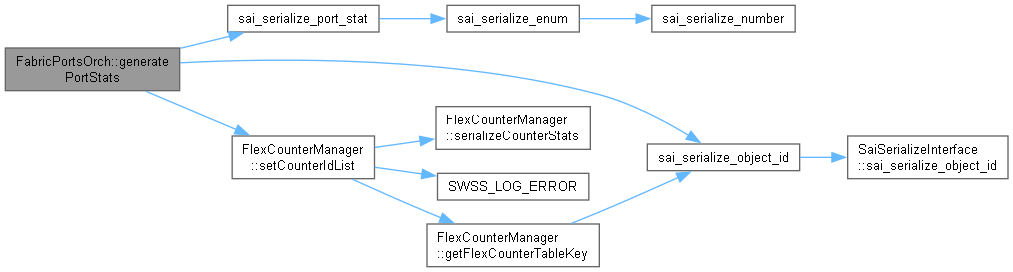 sai_serialize_port_stat
sai_serialize_enum
sai_serialize_number
FabricPortsOrch::generate
PortStats
FlexCounterManager
::serializeCounterStats
FlexCounterManager
::setCounterIdList
sai_serialize_object_id
SaiSerializeInterface
::sai_serialize_object_id
SWSS_LOG_ERROR
FlexCounterManager
::getFlexCounterTableKey